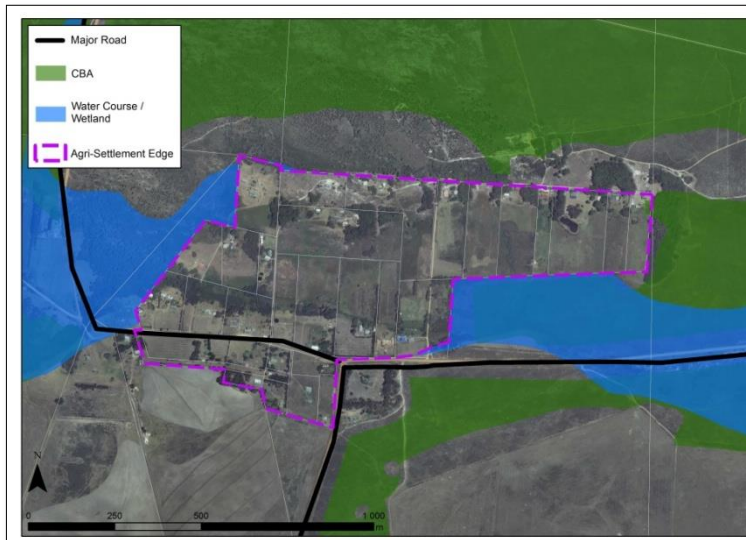 Major Road
CBA
Water Course /
Wetland
Agri-Settlement Edge
N
0 250 500 1 000
m